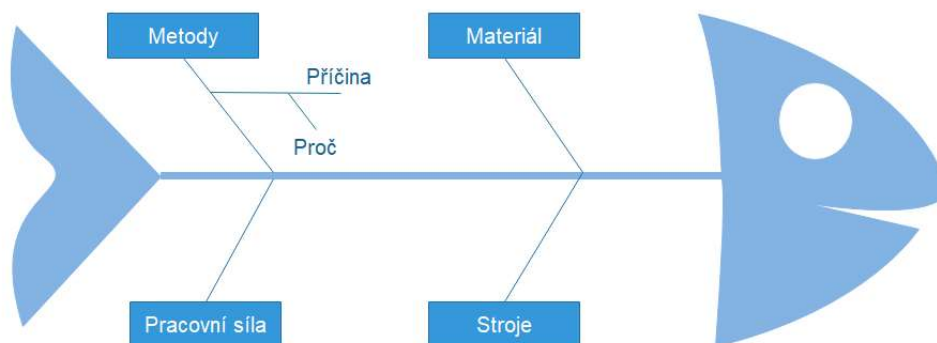 Metody
Materiál
Příčina
Proč
Pracovní síla
Stroje